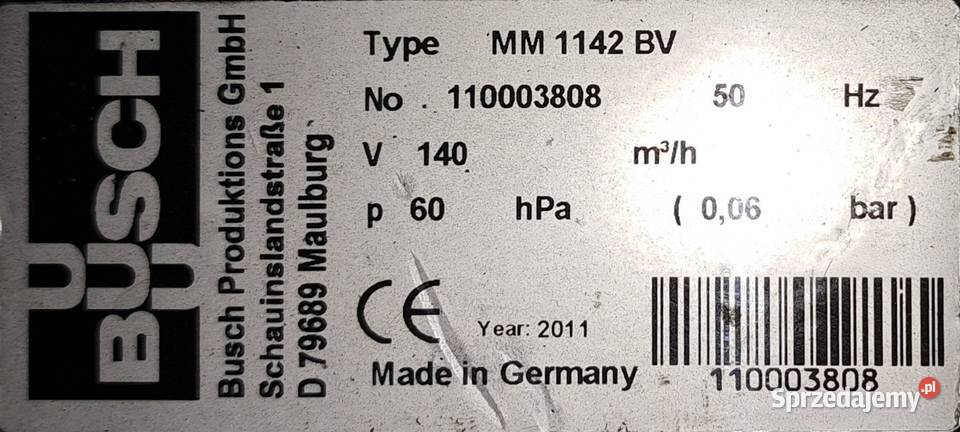 BUSCH
Busch Produktions GmbH
Schauinslandstraße 1
D 79689 Maulburg
Type MM 1142 BV
No . 110003808 50 Hz
V 140 m³/h
p 60 hPa ( 0,06 bar )
CE Year: 2011
Made in Germany
110003808
Sprzedajemy.pl